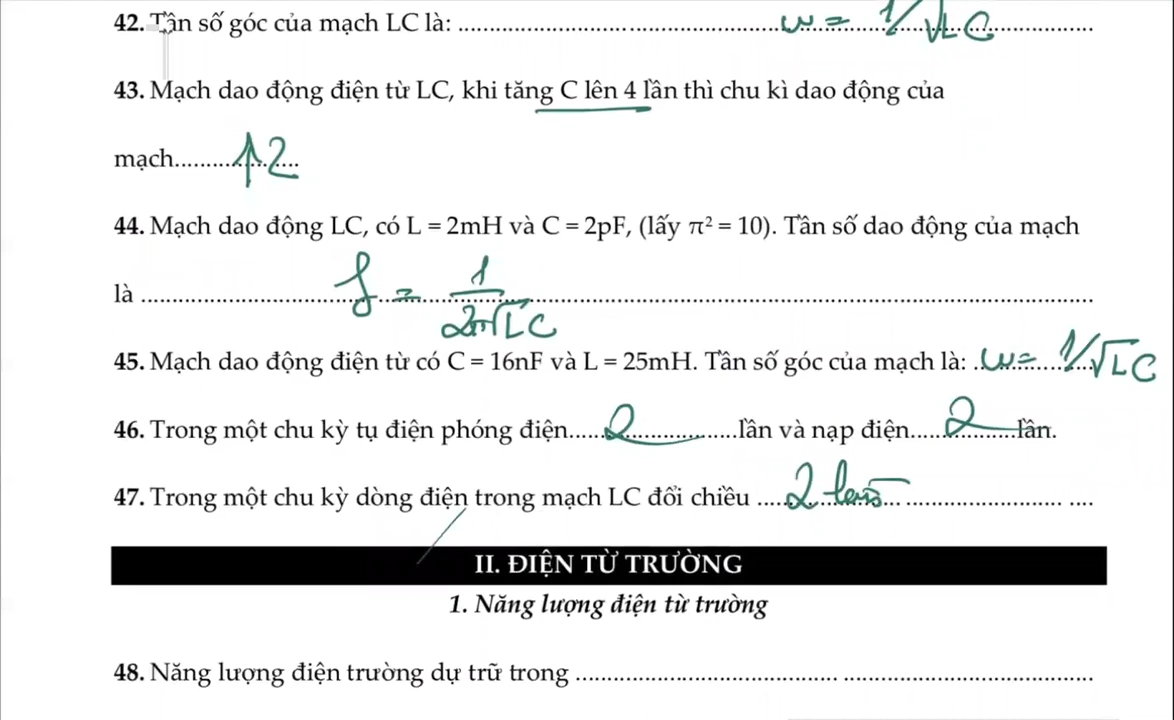 42. Tần số góc của mạch LC là: ........ ω = 1/√LC ........
43. Mạch dao động điện từ LC, khi tăng C lên 4 lần thì chu kì dao động của
mạch........ ↑2 ....
44. Mạch dao động LC, có L = 2mH và C = 2pF, (lấy π² = 10). Tần số dao động của mạch
là ........ f = 1/2π√LC ........
45. Mạch dao động điện từ có C = 16nF và L = 25mH. Tần số góc của mạch là: ... ω = 1/√LC
46. Trong một chu kỳ tụ điện phóng điện...... 2 ......lần và nạp điện...... 2 ......lần.
47. Trong một chu kỳ dòng điện trong mạch LC đổi chiều .... 2 lần ........ ....
II. ĐIỆN TỪ TRƯỜNG
1. Năng lượng điện từ trường
48. Năng lượng điện trường dự trữ trong ........ ........